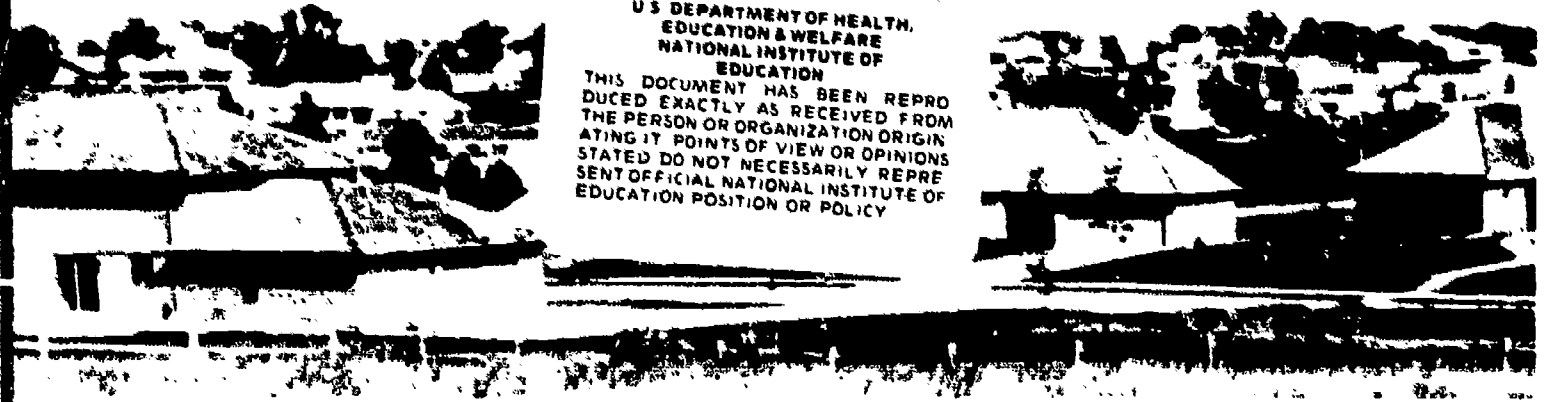 U S DEPARTMENT OF HEALTH,
EDUCATION & WELFARE
NATIONAL INSTITUTE OF
EDUCATION
THIS DOCUMENT HAS BEEN REPRO
DUCED EXACTLY AS RECEIVED FROM
THE PERSON OR ORGANIZATION ORIGIN
ATING IT POINTS OF VIEW OR OPINIONS
STATED DO NOT NECESSARILY REPRE
SENT OFFICIAL NATIONAL INSTITUTE OF
EDUCATION POSITION OR POLICY